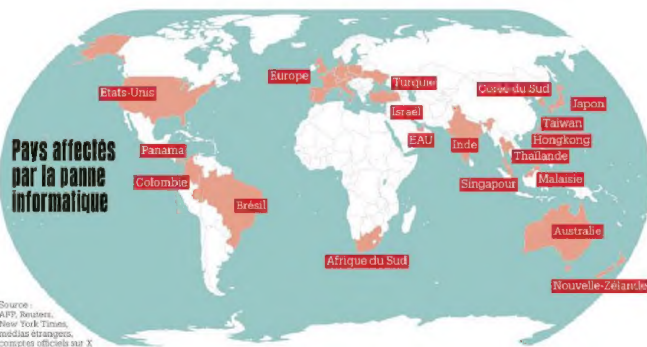 Pays affectés
par la panne
informatique
Etats-Unis
Panama
Colombie
Brésil
Europe
Turquie
Israël
EAU
Inde
Afrique du Sud
Corée du Sud
Japon
Taiwan
Hongkong
Thaïlande
Singapour
Malaisie
Australie
Nouvelle-Zélande
Source :
AFP, Reuters,
New York Times,
médias étrangers,
comptes officiels sur X